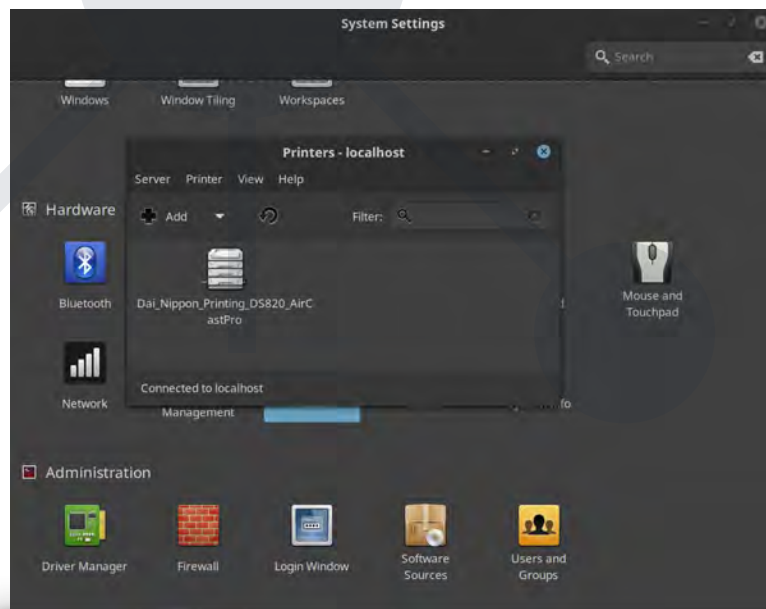 System Settings
Search
Windows
Window Tiling
Workspaces
Printers - localhost
Server Printer View Help
Hardware
Add
Filter:
Bluetooth
Dai_Nippon_Printing_DS820_AirC
astPro
Mouse and
Touchpad
Connected to localhost
Network
Management
Administration
Driver Manager
Firewall
Login Window
Software
Sources
Users and
Groups